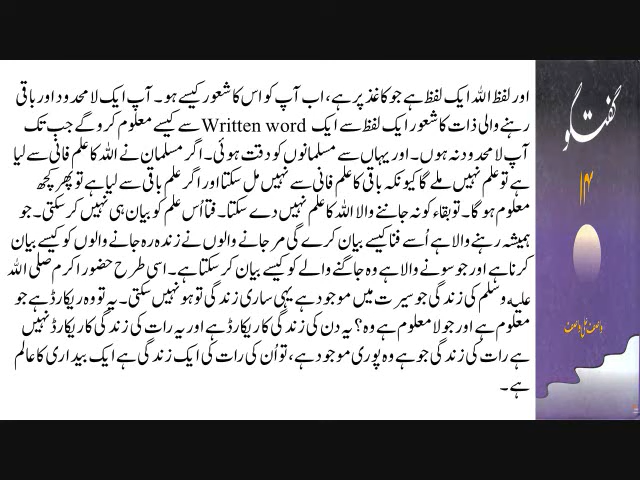 اور لفظ اللہ ایک لفظ ہے جو کاغذ پر ہے، اب آپ کو اس کا شعور کیسے ہو۔ آپ ایک لامحدود اور باقی
رہنے والی ذات کا شعور ایک لفظ سے ایک Written word سے کیسے معلوم کرو گے جب تک
آپ لامحدود نہ ہوں۔ اور یہاں سے مسلمانوں کو دقت ہوئی۔ اگر مسلمان نے اللہ کا علم فانی سے لیا
ہے تو علم نہیں ملے گا کیونکہ باقی کا علم فانی سے نہیں مل سکتا اور اگر علم باقی سے لیا ہے تو پھر کچھ
معلوم ہو گا۔ تو بقاء کو نہ جاننے والا اللہ کا علم نہیں دے سکتا۔ فنا اُس علم کو بیان ہی نہیں کر سکتی۔ جو
ہمیشہ رہنے والا ہے اُسے فنا کیسے بیان کرے گی مر جانے والوں نے زندہ رہ جانے والوں کو کیسے بیان
کرنا ہے اور جو سونے والا ہے وہ جاگنے والے کو کیسے بیان کر سکتا ہے۔ اسی طرح حضور اکرم صلی اللہ
علیہ وسلم کی زندگی جو سیرت میں موجود ہے یہی ساری زندگی تو ہو نہیں سکتی۔ یہ تو وہ ریکارڈ ہے جو
معلوم ہے اور جو لا معلوم ہے وہ؟ یہ دن کی زندگی کا ریکارڈ ہے اور یہ رات کی زندگی کا ریکارڈ نہیں
ہے رات کی زندگی جو ہے وہ پوری موجود ہے، تو اُن کی رات کی ایک زندگی ہے ایک بیداری کا عالم
ہے۔
گفتگو
۱۴
واصف علی واصف